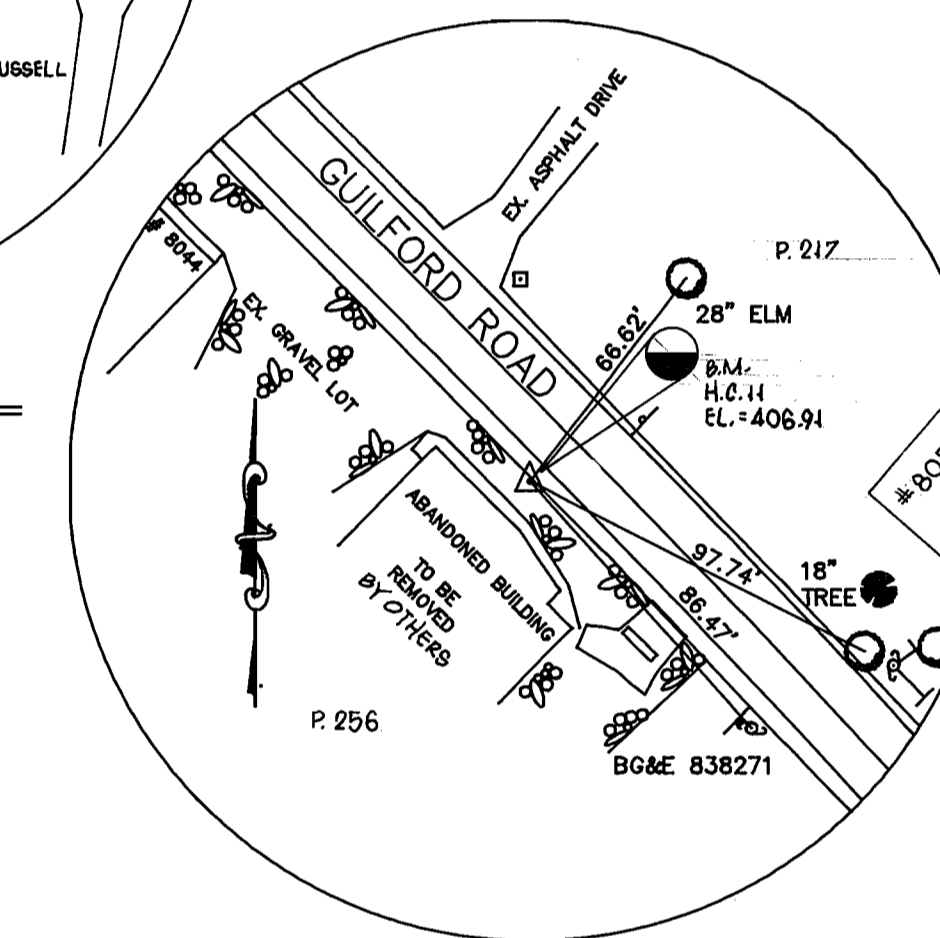 EX. ASPHALT DRIVE
GUILFORD ROAD
# 8044
P. 217
28" ELM
66.62'
B.M.
H.C. 11
EL.=406.91
EX. GRAVEL LOT
ABANDONED BUILDING
TO BE
REMOVED
BY OTHERS
97.74'
86.47'
18"
TREE
P. 256
BG&E 838271